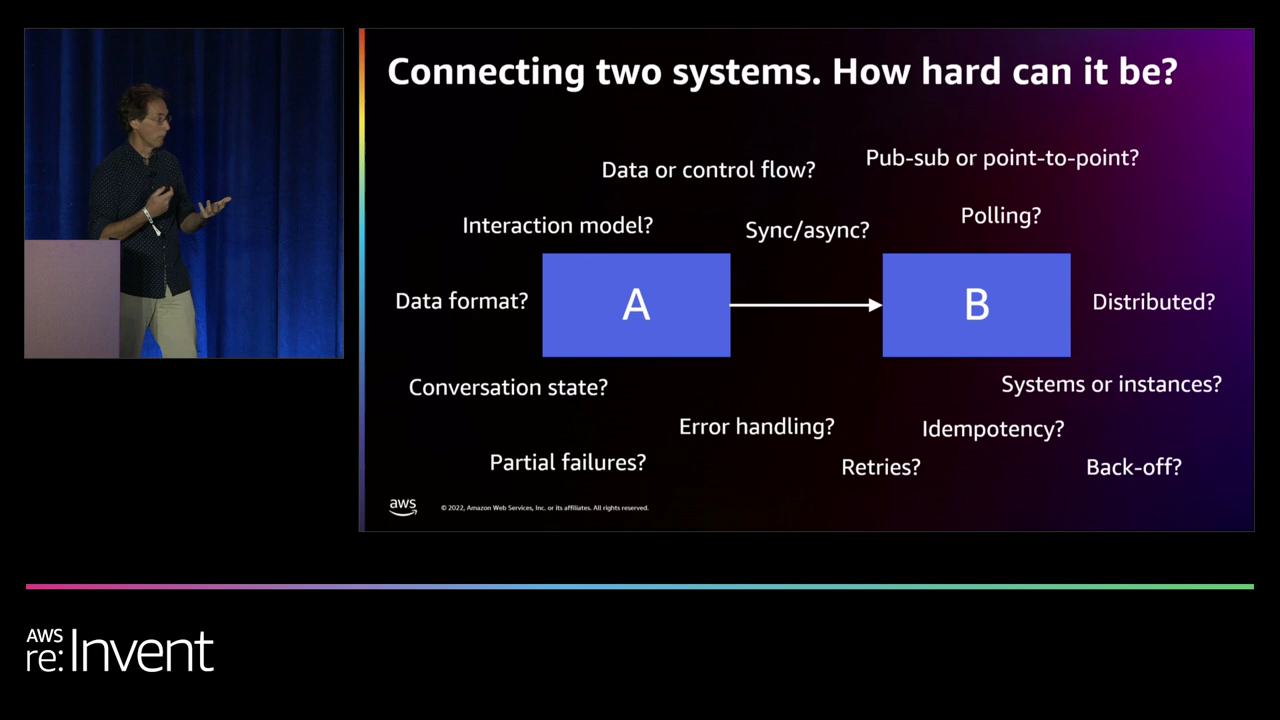 Connecting two systems. How hard can it be?
Data or control flow?
Pub-sub or point-to-point?
Interaction model?
Sync/async?
Polling?
Data format?
A
B
Distributed?
Conversation state?
Systems or instances?
Error handling?
Idempotency?
Partial failures?
Retries?
Back-off?
aws
© 2022, Amazon Web Services, Inc. or its affiliates. All rights reserved.
AWS
re:Invent